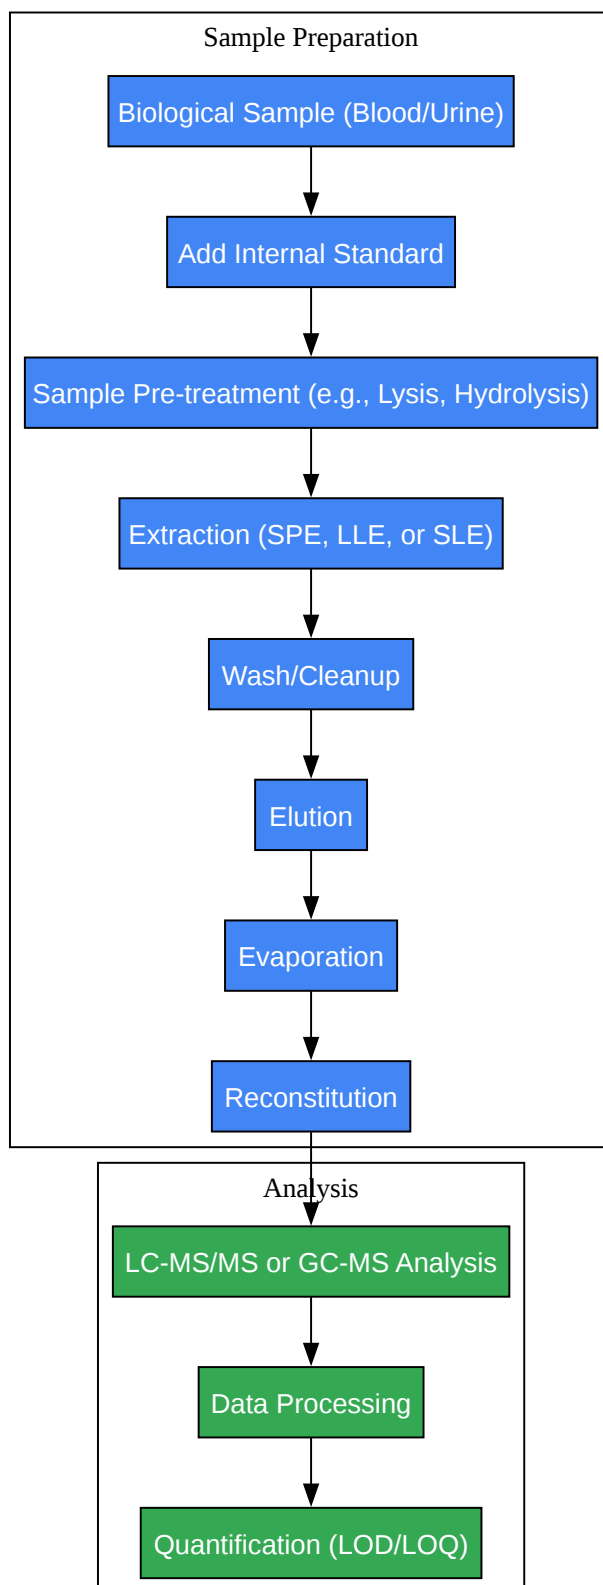 Sample Preparation
Biological Sample (Blood/Urine)
Add Internal Standard
Sample Pre-treatment (e.g., Lysis, Hydrolysis)
Extraction (SPE, LLE, or SLE)
Wash/Cleanup
Elution
Evaporation
Reconstitution
Analysis
LC-MS/MS or GC-MS Analysis
Data Processing
Quantification (LOD/LOQ)